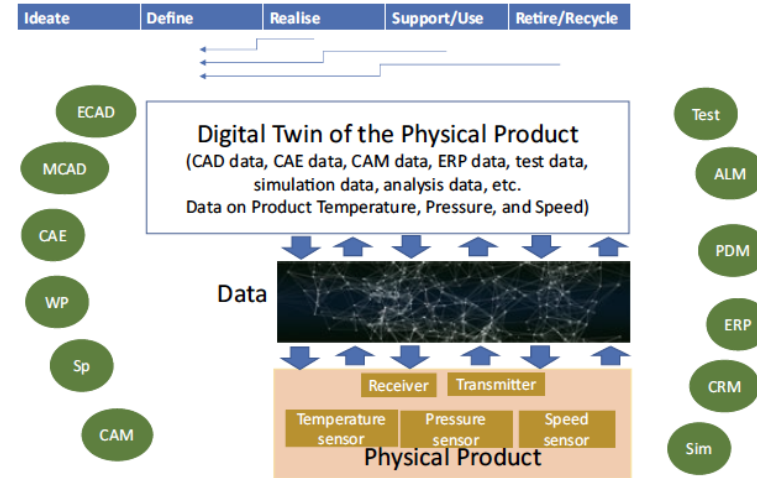 Ideate Define Realise Support/Use Retire/Recycle
ECAD
MCAD
CAE
WP
Sp
CAM
Digital Twin of the Physical Product
(CAD data, CAE data, CAM data, ERP data, test data,
simulation data, analysis data, etc.
Data on Product Temperature, Pressure, and Speed)
Data
Receiver Transmitter
Temperature sensor
Pressure sensor
Speed sensor
Physical Product
Test
ALM
PDM
ERP
CRM
Sim